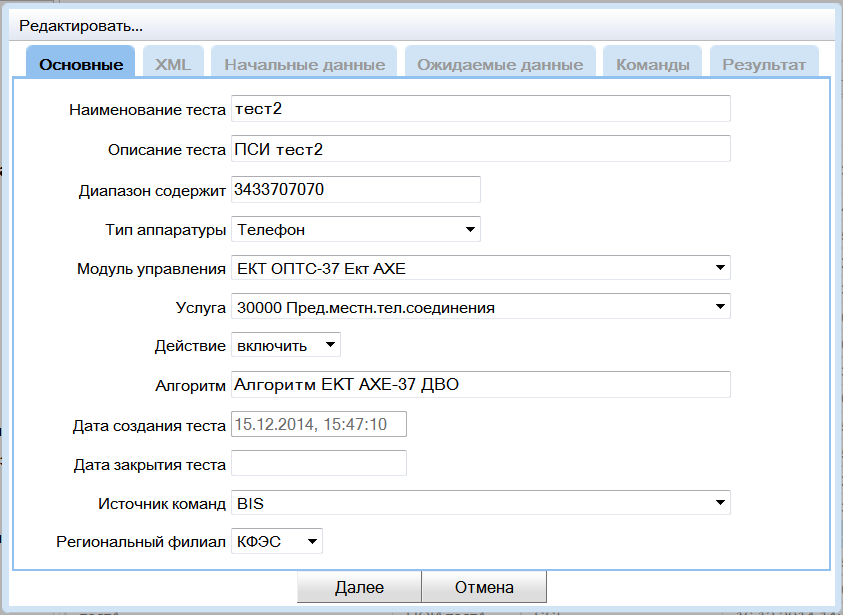 Редактировать...
Основные XML Начальные данные Ожидаемые данные Команды Результат
Наименование теста тест2
Описание теста ПСИ тест2
Диапазон содержит 3433707070
Тип аппаратуры Телефон
Модуль управления ЕКТ ОПТС-37 Ект АХЕ
Услуга 30000 Пред.местн.тел.соединения
Действие включить
Алгоритм Алгоритм ЕКТ АХЕ-37 ДВО
Дата создания теста 15.12.2014, 15:47:10
Дата закрытия теста
Источник команд BIS
Региональный филиал КФЭС
Далее Отмена